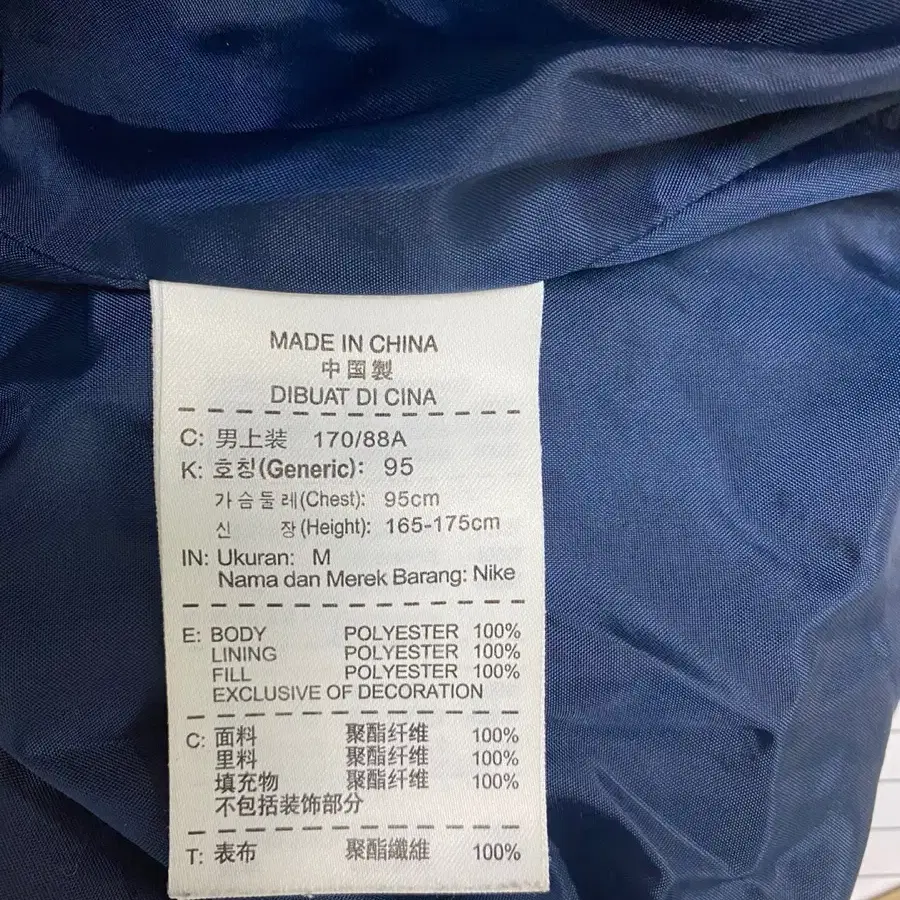 MADE IN CHINA
中国製
DIBUAT DI CINA
C: 男上装 170/88A
K: 호칭(Generic): 95
가슴둘레(Chest): 95cm
신 장(Height): 165-175cm
IN: Ukuran: M
Nama dan Merek Barang: Nike
E: BODY POLYESTER 100%
LINING POLYESTER 100%
FILL POLYESTER 100%
EXCLUSIVE OF DECORATION
C: 面料 聚酯纤维 100%
里料 聚酯纤维 100%
填充物 聚酯纤维 100%
不包括装饰部分
T: 表布 聚酯纖維 100%